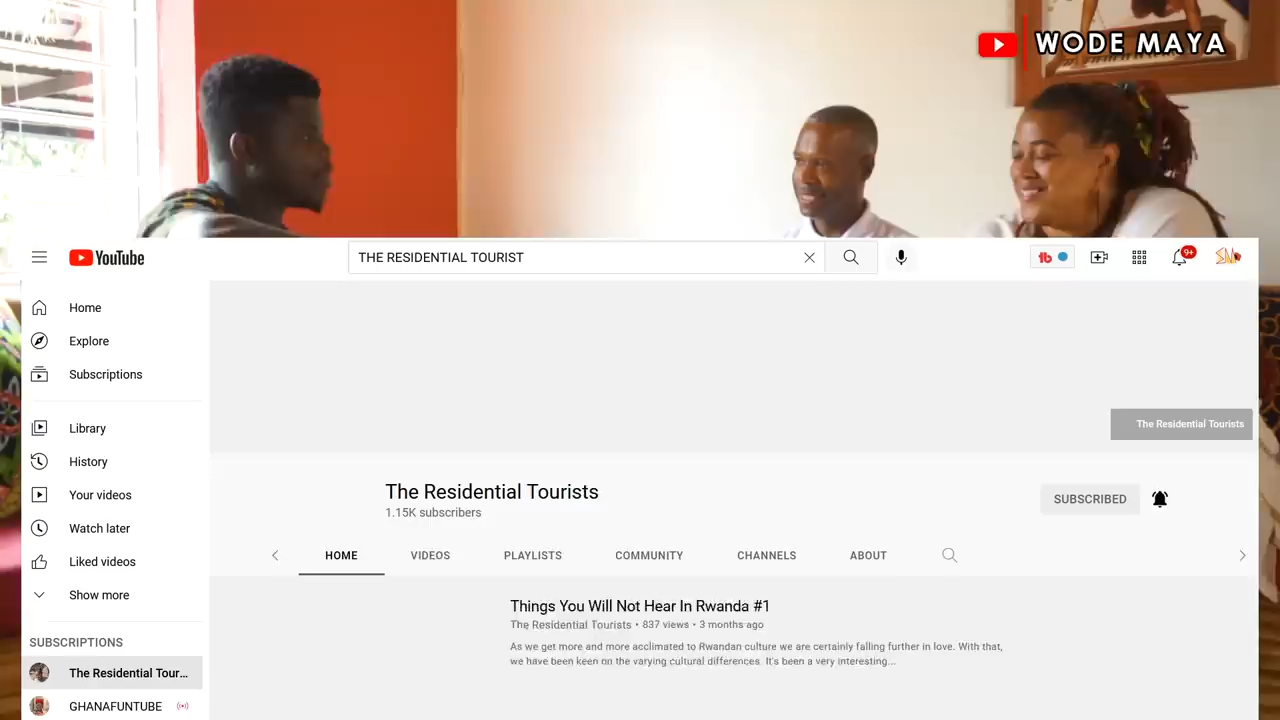 WODE MAYA
YouTube
THE RESIDENTIAL TOURIST
9+
Home
Explore
Subscriptions
Library
History
Your videos
Watch later
Liked videos
Show more
SUBSCRIPTIONS
The Residential Tour...
GHANAFUNTUBE
The Residential Tourists
The Residential Tourists
1.15K subscribers
SUBSCRIBED
HOME VIDEOS PLAYLISTS COMMUNITY CHANNELS ABOUT
Things You Will Not Hear In Rwanda #1
The Residential Tourists • 837 views • 3 months ago
As we get more and more acclimated to Rwandan culture we are certainly falling further in love. With that,
we have been keen on the varying cultural differences. It's been a very interesting...